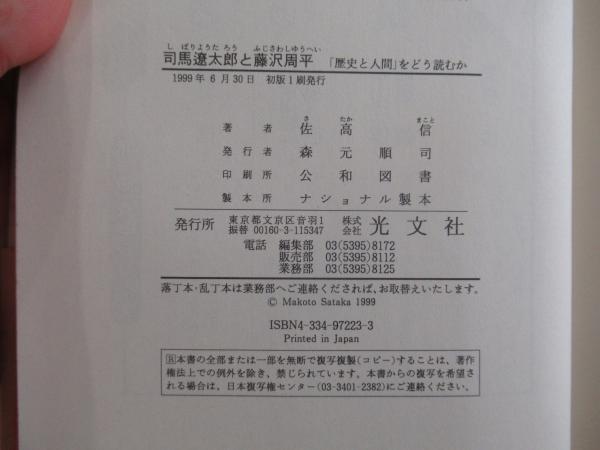 しばりようたろう　ふじさわしゆうへい
司馬遼太郎と藤沢周平　「歴史と人間」をどう読むか
1999年 6月30日　初版1刷発行
さ　たか　まこと
著者　佐高信
発行者　森元順司
印刷所　公和図書
製本所　ナショナル製本
発行所　東京都文京区音羽1　株式会社　光文社
振替 00160-3-115347
電話　編集部　03(5395)8172
販売部　03(5395)8112
業務部　03(5395)8125
落丁本・乱丁本は業務部へご連絡くだされば、お取替えいたします。
© Makoto Sataka 1999
ISBN4-334-97223-3
Printed in Japan
Ⓡ本書の全部または一部を無断で複写複製(コピー)することは、著作
権法上での例外を除き、禁じられています。本書からの複写を希望さ
れる場合は、日本複写権センター(03-3401-2382)にご連絡ください。